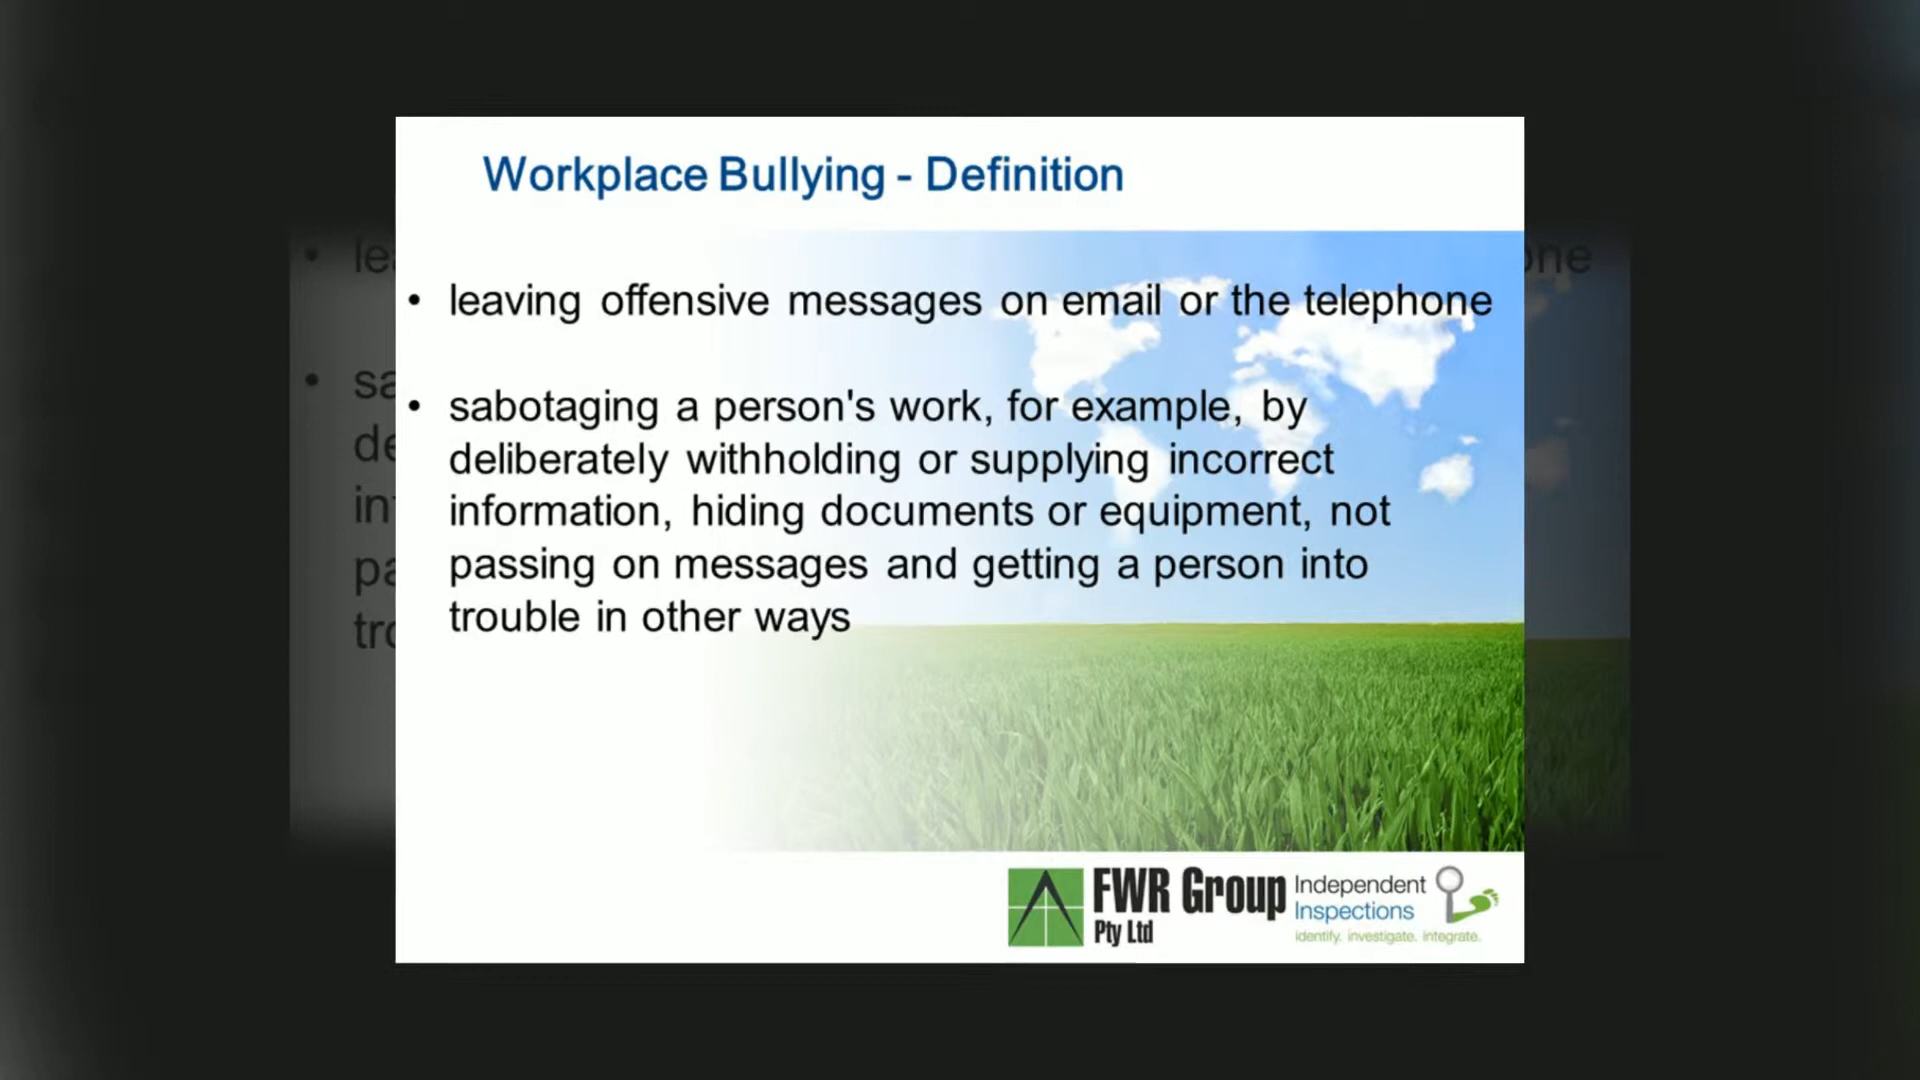 Workplace Bullying - Definition
• leaving offensive messages on email or the telephone
• sabotaging a person's work, for example, by
deliberately withholding or supplying incorrect
information, hiding documents or equipment, not
passing on messages and getting a person into
trouble in other ways
FWR Group
Pty Ltd
Independent
Inspections
identify. investigate. integrate.